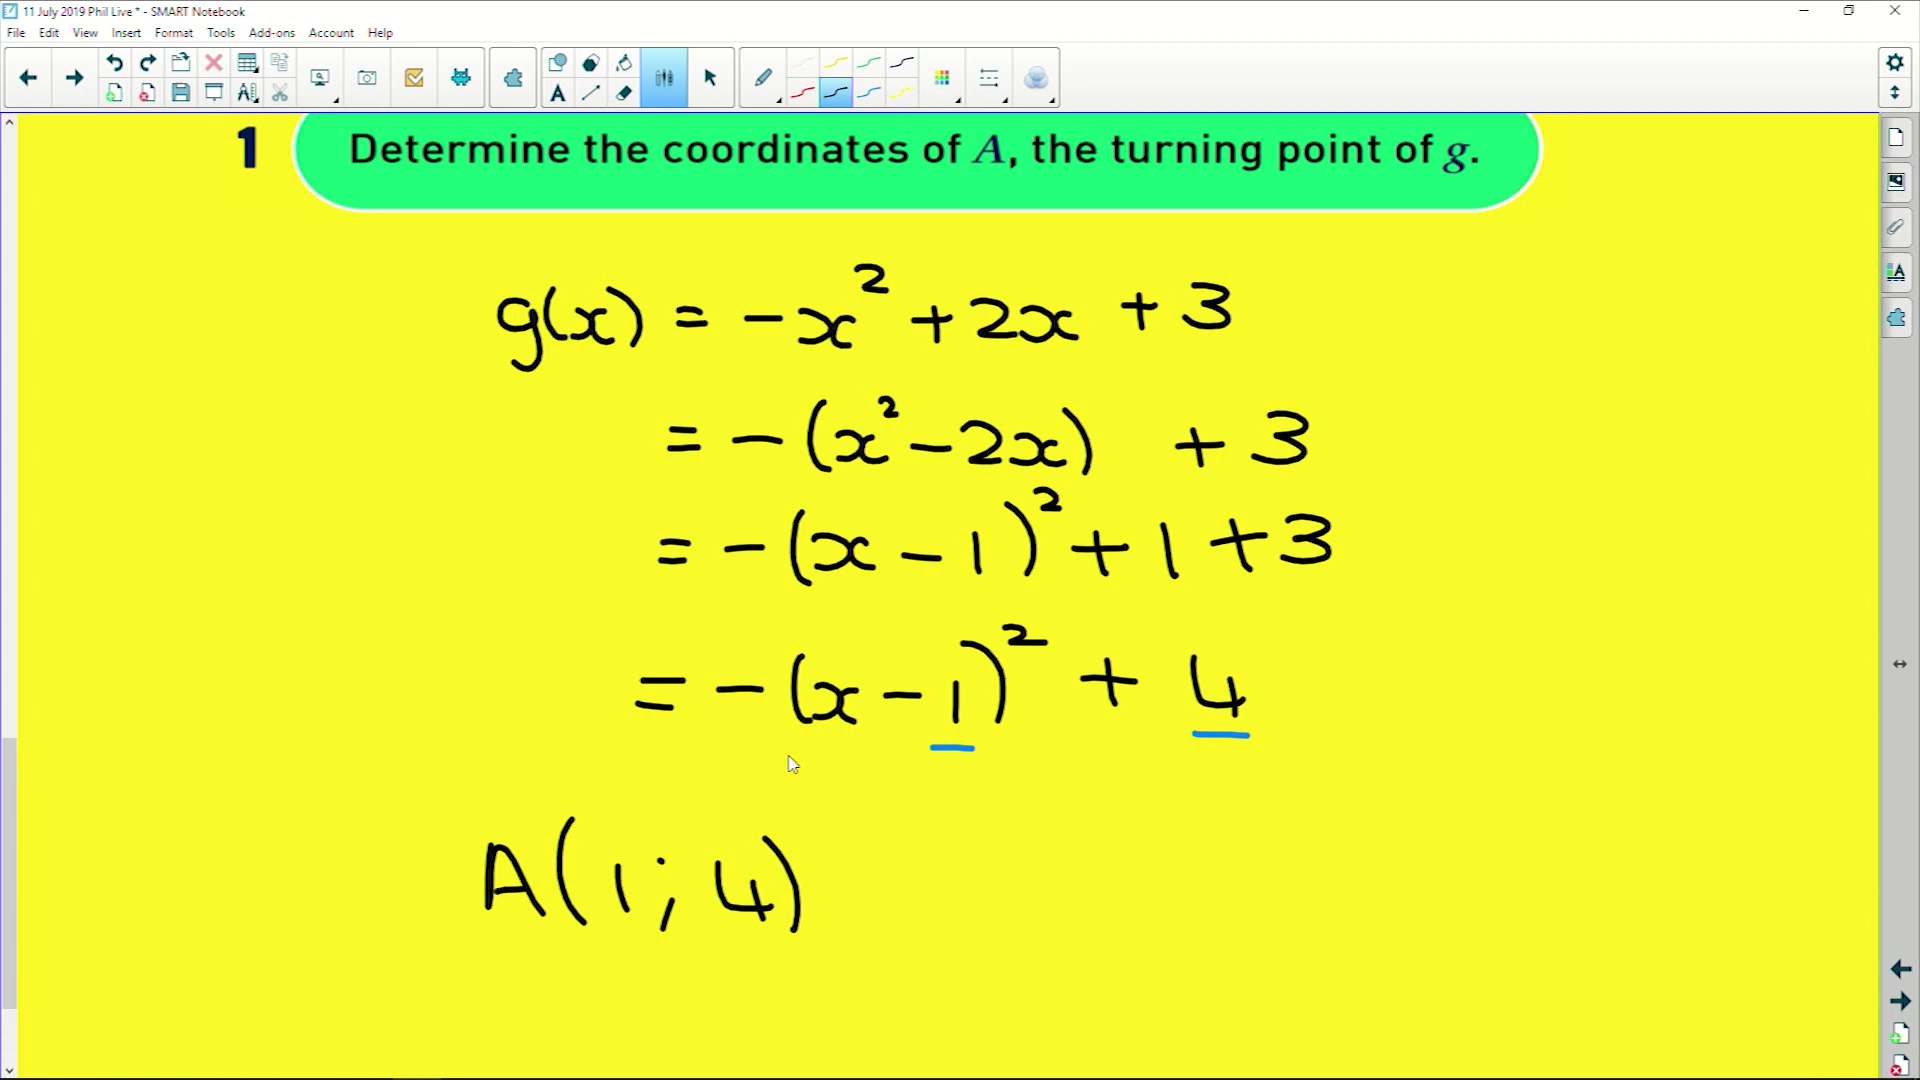 11 July 2019 Phil Live * - SMART Notebook
File Edit View Insert Format Tools Add-ons Account Help
1 Determine the coordinates of A, the turning point of g.
g(x) = -x² + 2x + 3
= -(x² - 2x) + 3
= -(x - 1)² + 1 + 3
= -(x - 1)² + 4
A(1; 4)